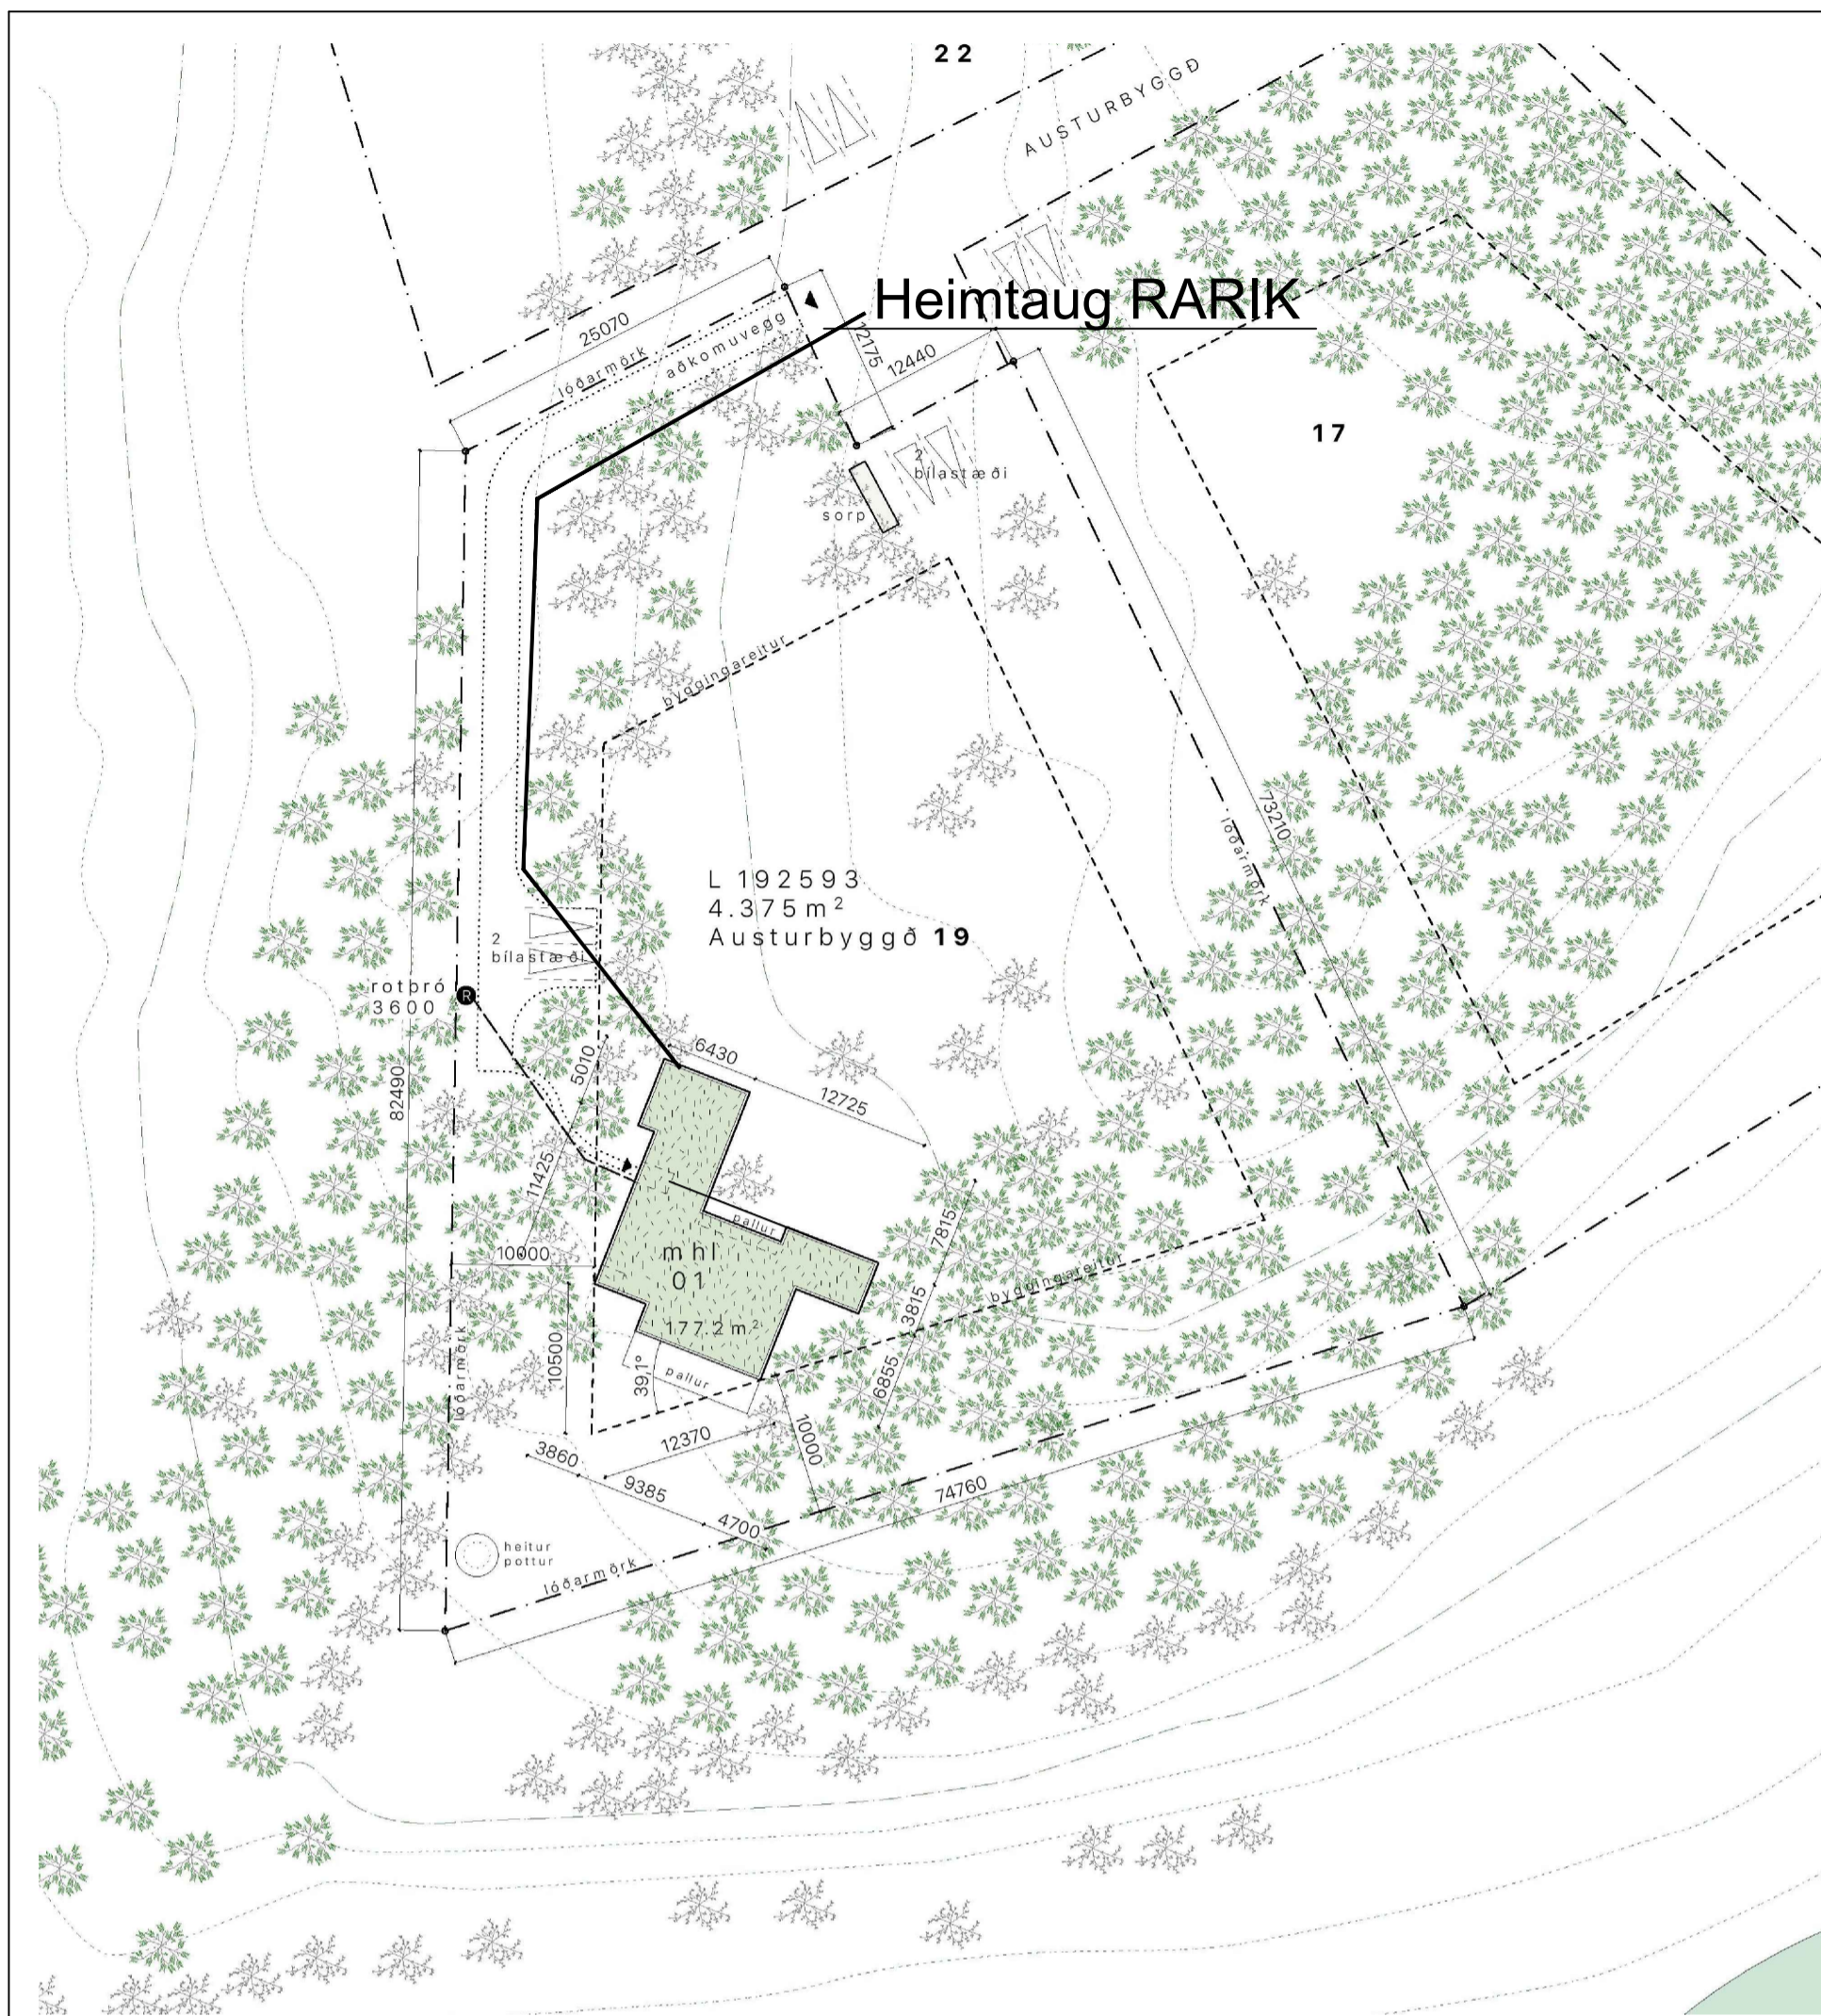 22
AUSTURBYGGÐ
Heimtaug RARIK
25070
lóðarmörk
aðkomuvegg
12175
12440
17
2
bílastæði
sorp
byggingareitur
73210
lóðarmörk
L 192593
4.375m²
Austurbyggð 19
2
bílastæði
rotþró
3600
R
82490
5010
6430
12725
11425
10000
pallur
mhl
01
177.2m²
7815
3815
6855
byggingareitur
lóðarmörk
10500
39.1°
pallur
10000
12370
3860
9385
4700
74760
heitur
pottur
lóðarmörk